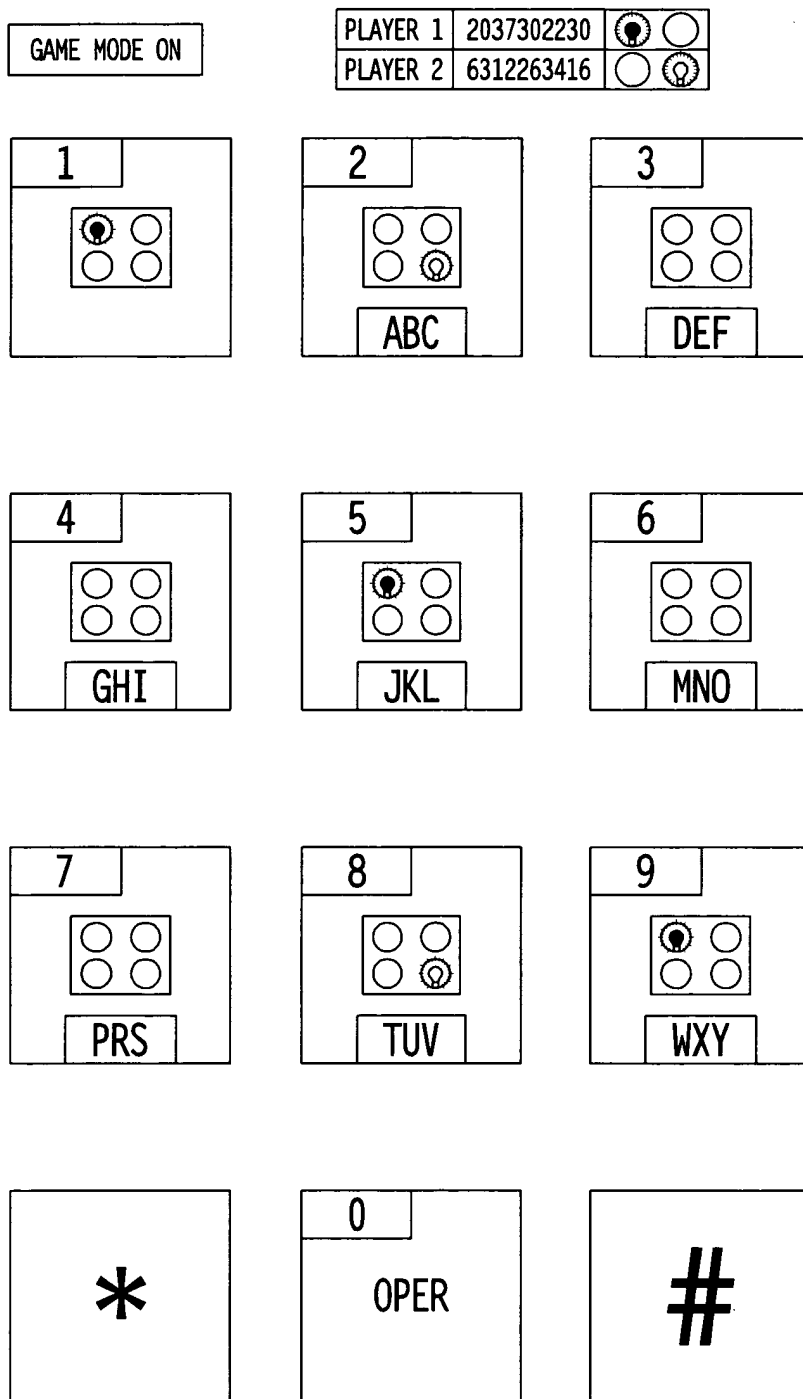 GAME MODE ON
PLAYER 1 2037302230
PLAYER 2 6312263416
1 2 3
ABC DEF
4 5 6
GHI JKL MNO
7 8 9
PRS TUV WXY
* 0 #
OPER